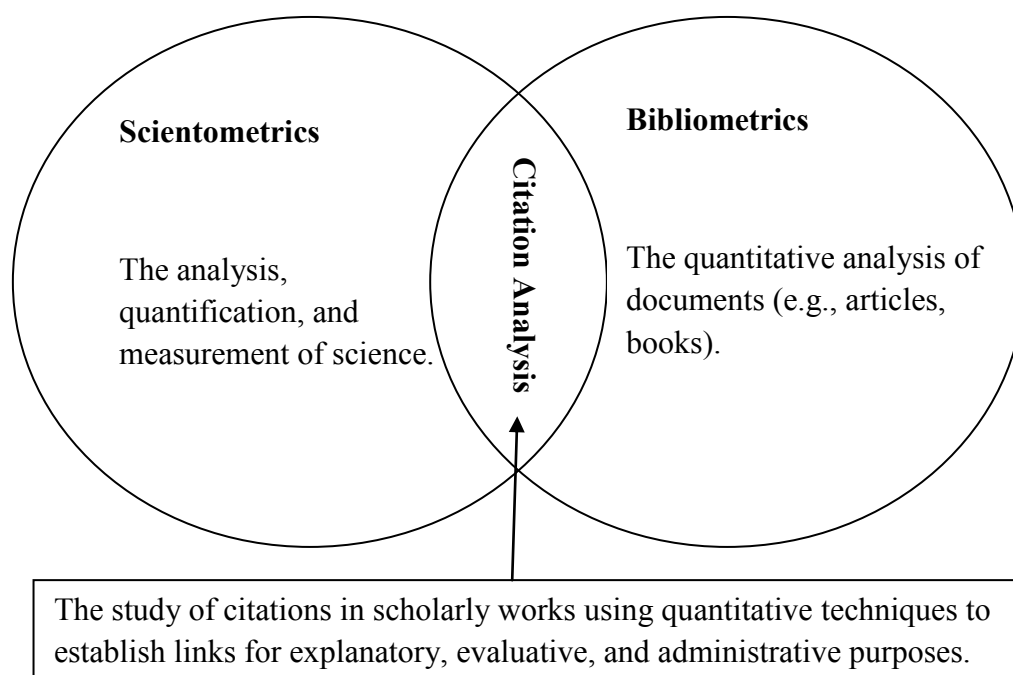 Scientometrics
The analysis,
quantification, and
measurement of science.
Citation Analysis
Bibliometrics
The quantitative analysis of
documents (e.g., articles,
books).
The study of citations in scholarly works using quantitative techniques to
establish links for explanatory, evaluative, and administrative purposes.